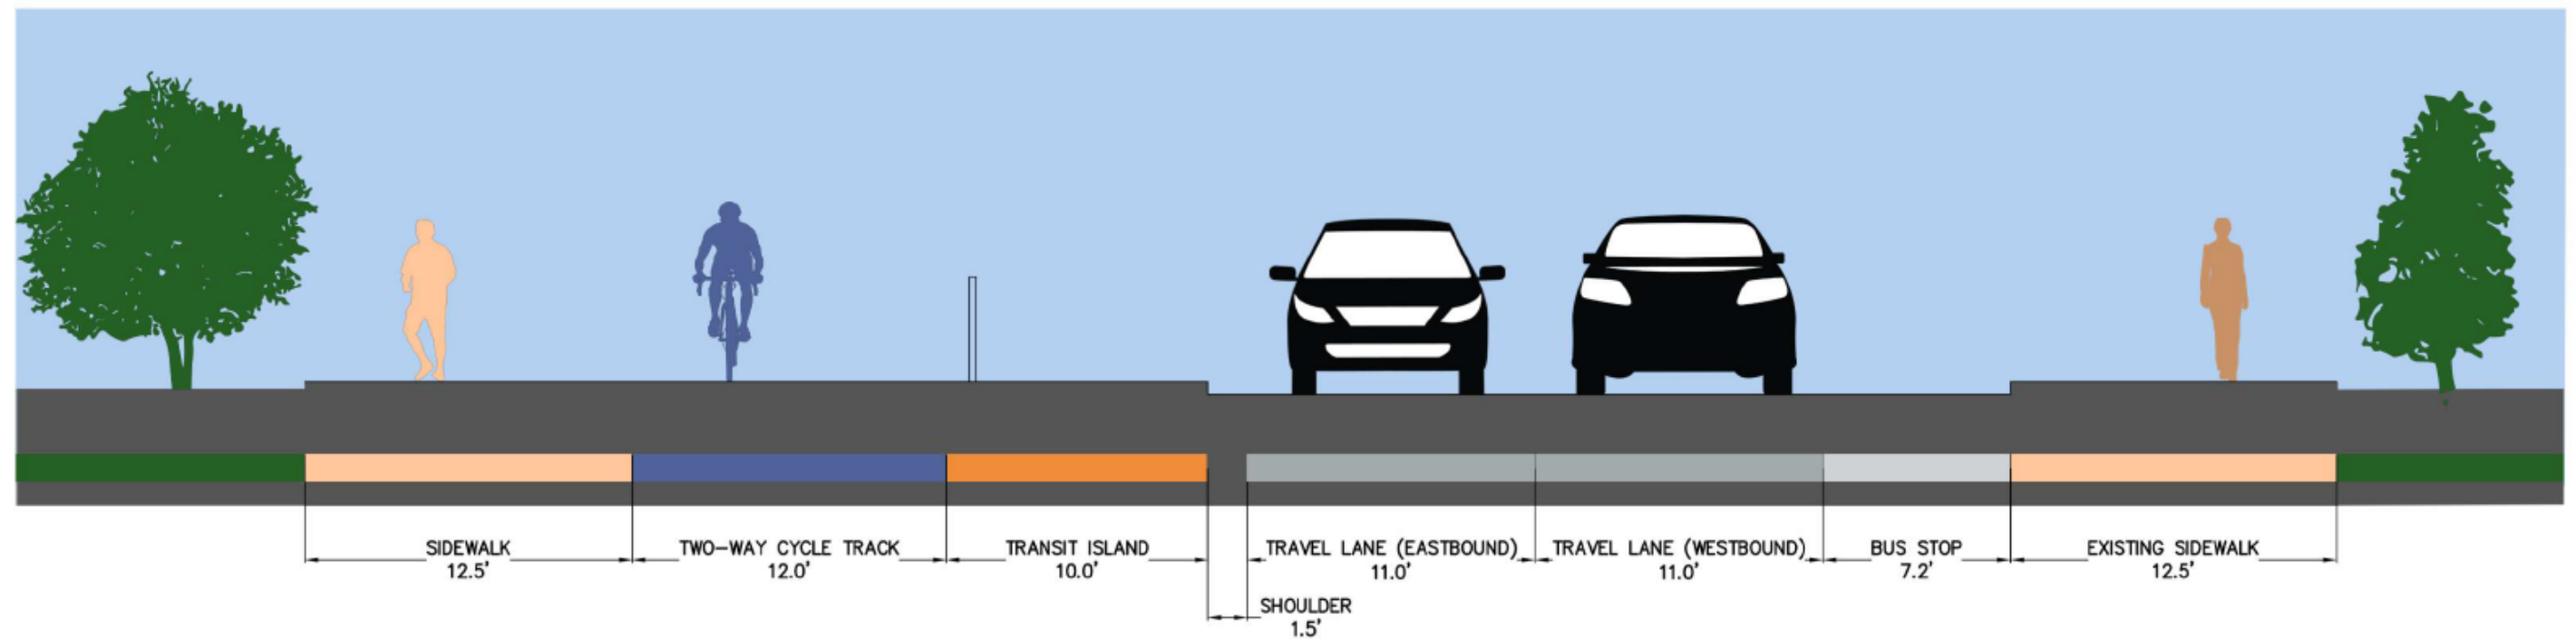 SIDEWALK
12.5'
TWO-WAY CYCLE TRACK
12.0'
TRANSIT ISLAND
10.0'
SHOULDER
1.5'
TRAVEL LANE (EASTBOUND)
11.0'
TRAVEL LANE (WESTBOUND)
11.0'
BUS STOP
7.2'
EXISTING SIDEWALK
12.5'